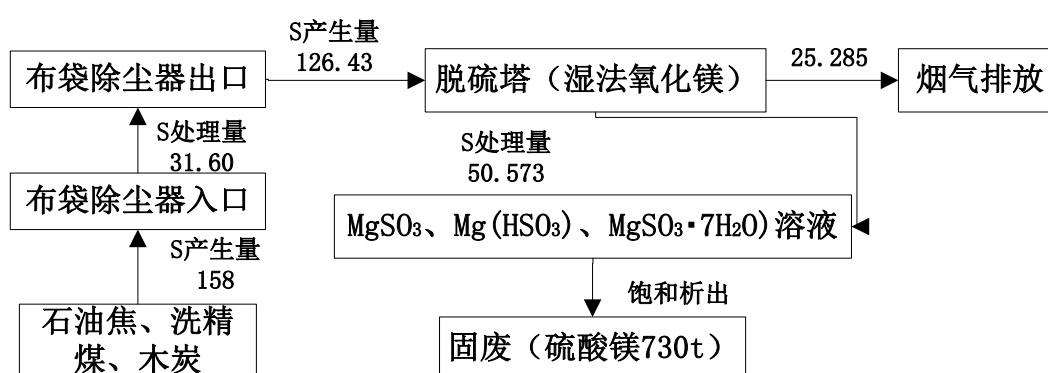 S产生量
126.43
布袋除尘器出口
脱硫塔（湿法氧化镁）
25.285
烟气排放
S处理量
31.60
S处理量
50.573
布袋除尘器入口
MgSO₃、Mg(HSO₃)、MgSO₃·7H₂O)溶液
S产生量
158
饱和析出
石油焦、洗精
煤、木炭
固废（硫酸镁730t）